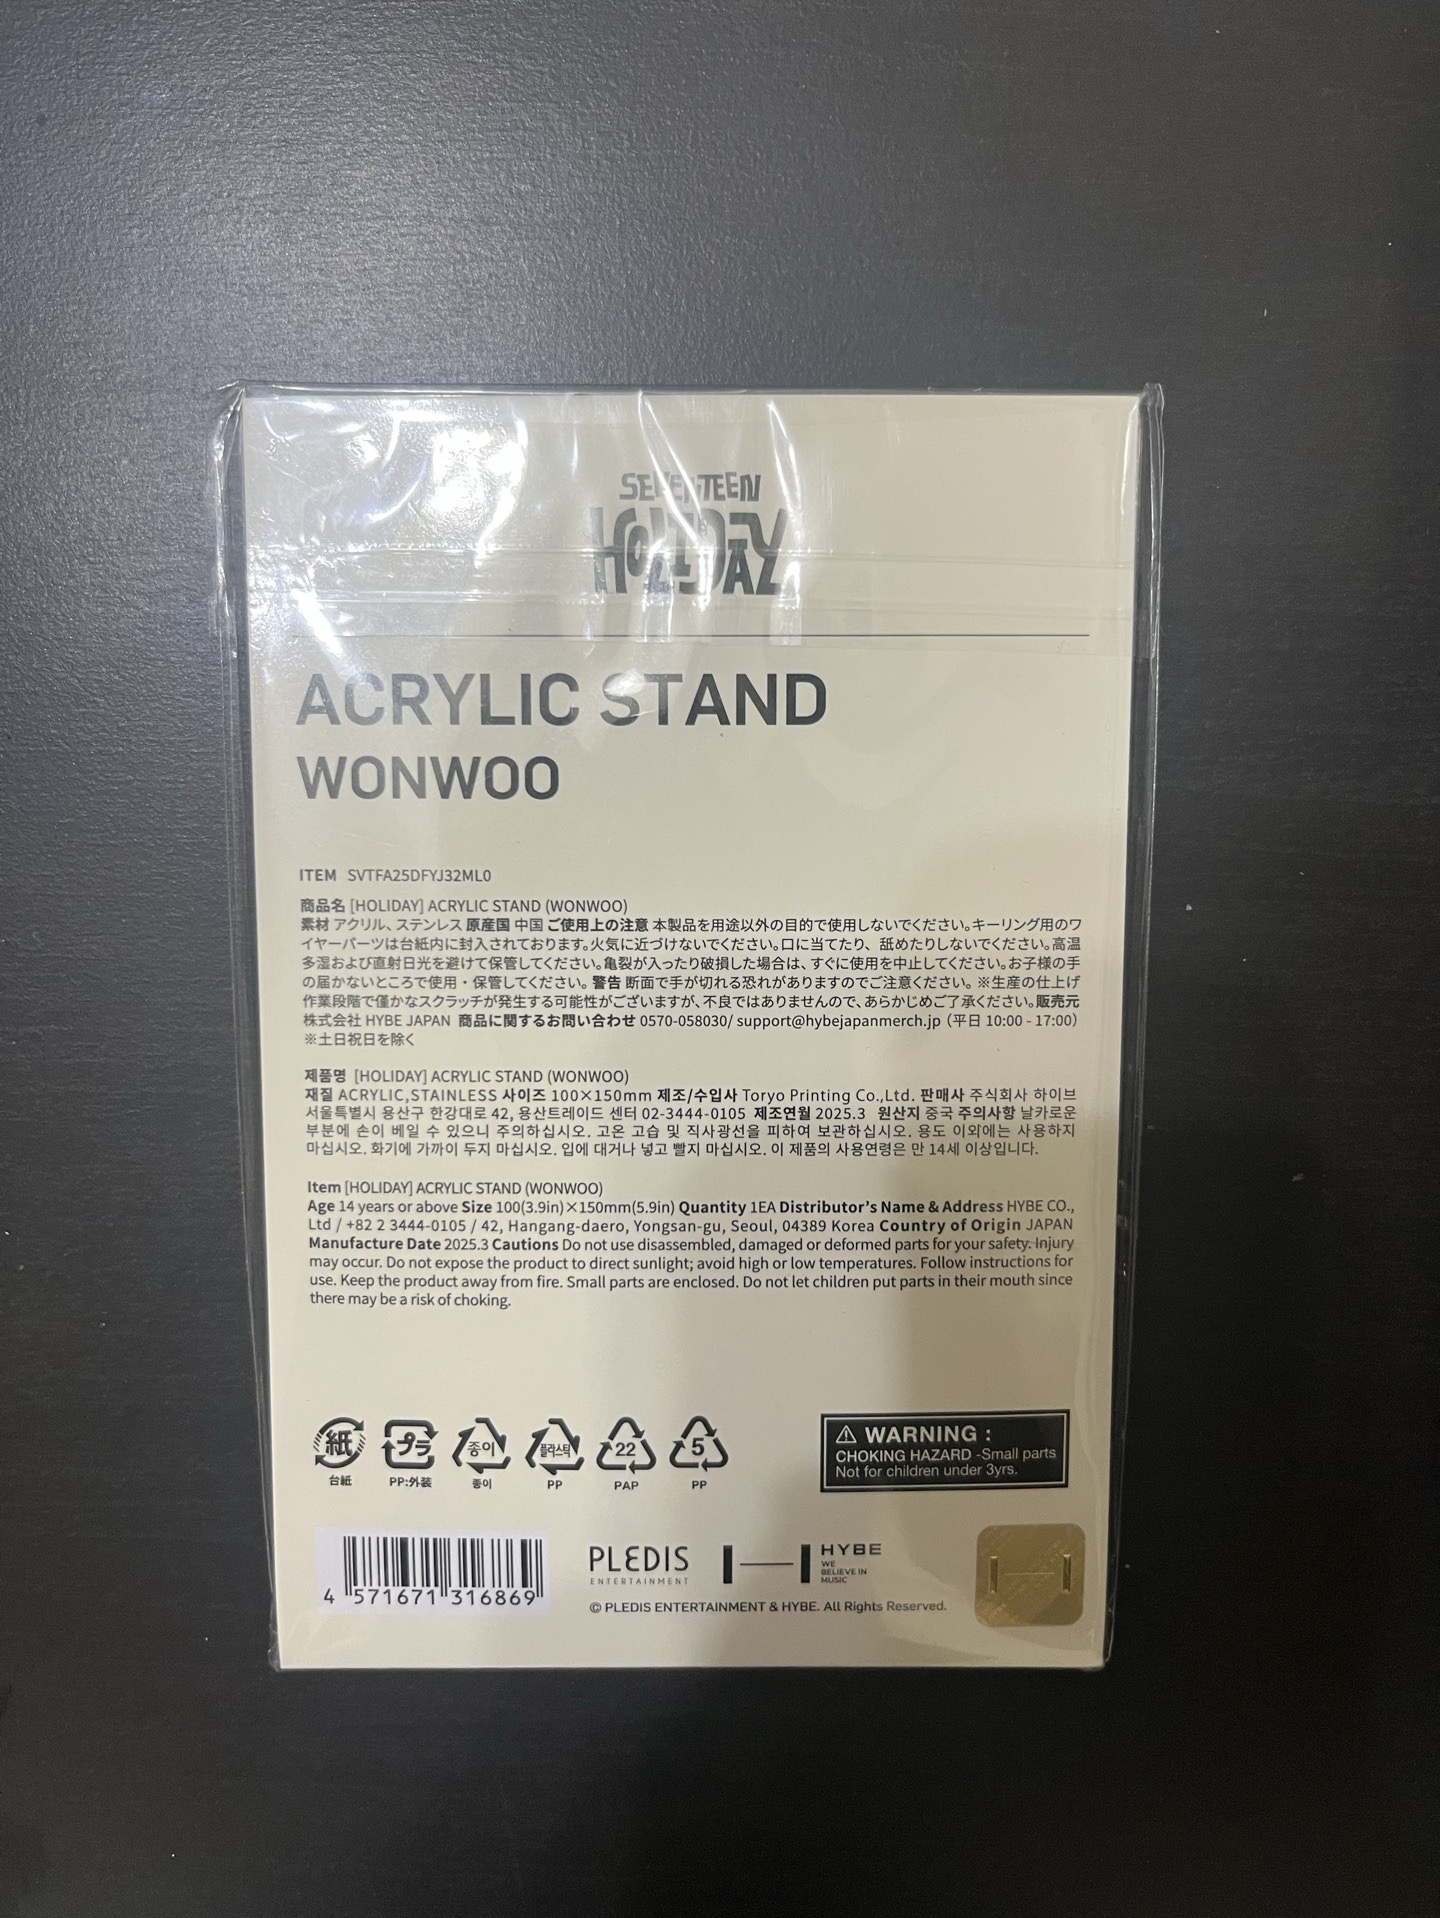 SEVENTEEN
HOLIDAY
ACRYLIC STAND
WONWOO
ITEM SVTFA25DFYJ32ML0
商品名 [HOLIDAY] ACRYLIC STAND (WONWOO)
素材 アクリル、ステンレス 原産国 中国 ご使用上の注意 本製品を用途以外の目的で使用しないでください。キーリング用のワ
イヤーパーツは台紙内に封入されております。火気に近づけないでください。口に当てたり、舐めたりしないでください。高温
多湿および直射日光を避けて保管してください。亀裂が入ったり破損した場合は、すぐに使用を中止してください。お子様の手
の届かないところで使用・保管してください。 警告 断面で手が切れる恐れがありますのでご注意ください。 ※生産の仕上げ
作業段階で僅かなスクラッチが発生する可能性がございますが、不良ではありませんので、あらかじめご了承ください。販売元
株式会社 HYBE JAPAN 商品に関するお問い合わせ 0570-058030/ support@hybejapanmerch.jp (平日 10:00 - 17:00)
※土日祝日を除く
제품명 [HOLIDAY] ACRYLIC STAND (WONWOO)
재질 ACRYLIC,STAINLESS 사이즈 100×150mm 제조/수입사 Toryo Printing Co.,Ltd. 판매사 주식회사 하이브
서울특별시 용산구 한강대로 42, 용산트레이드 센터 02-3444-0105 제조연월 2025.3 원산지 중국 주의사항 날카로운
부분에 손이 베일 수 있으니 주의하십시오. 고온 고습 및 직사광선을 피하여 보관하십시오. 용도 이외에는 사용하지
마십시오. 화기에 가까이 두지 마십시오. 입에 대거나 넣고 빨지 마십시오. 이 제품의 사용연령은 만 14세 이상입니다.
Item [HOLIDAY] ACRYLIC STAND (WONWOO)
Age 14 years or above Size 100(3.9in)×150mm(5.9in) Quantity 1EA Distributor's Name & Address HYBE CO.,
Ltd / +82 2 3444-0105 / 42, Hangang-daero, Yongsan-gu, Seoul, 04389 Korea Country of Origin JAPAN
Manufacture Date 2025.3 Cautions Do not use disassembled, damaged or deformed parts for your safety. Injury
may occur. Do not expose the product to direct sunlight; avoid high or low temperatures. Follow instructions for
use. Keep the product away from fire. Small parts are enclosed. Do not let children put parts in their mouth since
there may be a risk of choking.
紙 プラ 종이 플라스틱 22 5
台紙 PP:外装 종이 PP PAP PP
WARNING :
CHOKING HAZARD -Small parts
Not for children under 3yrs.
4 571671 316869
PLEDIS
ENTERTAINMENT
HYBE
WE
BELIEVE IN
MUSIC
© PLEDIS ENTERTAINMENT & HYBE. All Rights Reserved.